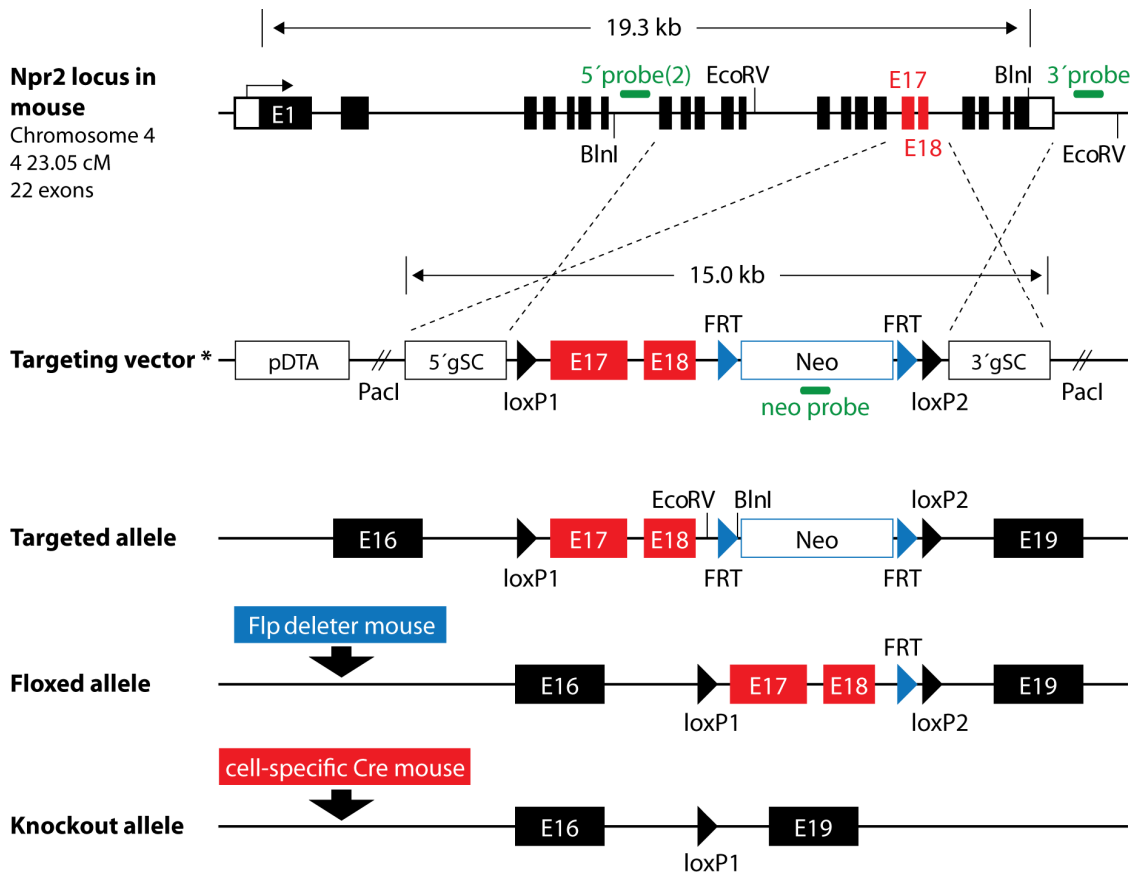 19.3 kb
Npr2 locus in
mouse
Chromosome 4
4 23.05 cM
22 exons
5´probe(2)
EcoRV
E17
BlnI
3´probe
E1
BlnI
E18
EcoRV
15.0 kb
Targeting vector *
pDTA
PacI
5´gSC
loxP1
E17
E18
FRT
Neo
neo probe
FRT
loxP2
3´gSC
PacI
Targeted allele
E16
loxP1
E17
E18
EcoRV
BlnI
FRT
Neo
FRT
loxP2
E19
Flp deleter mouse
Floxed allele
E16
loxP1
E17
E18
FRT
loxP2
E19
cell-specific Cre mouse
Knockout allele
E16
loxP1
E19